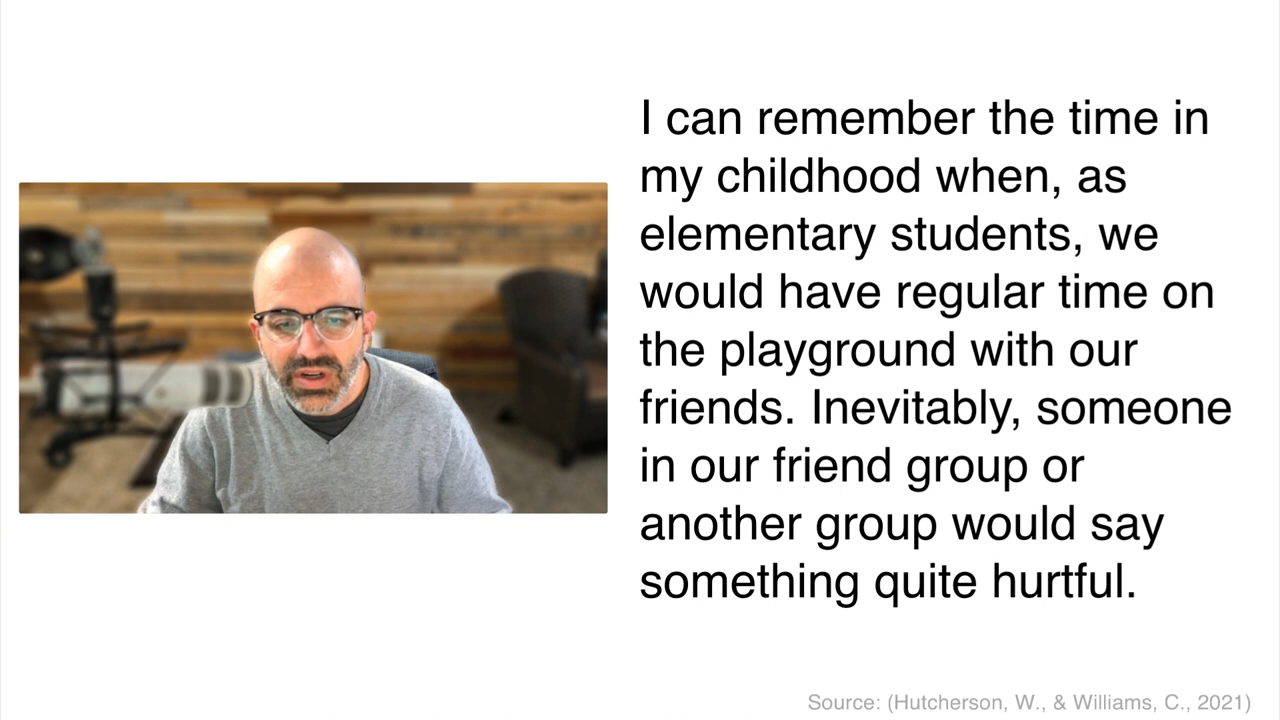 I can remember the time in
my childhood when, as
elementary students, we
would have regular time on
the playground with our
friends. Inevitably, someone
in our friend group or
another group would say
something quite hurtful.
Source: (Hutcherson, W., & Williams, C., 2021)